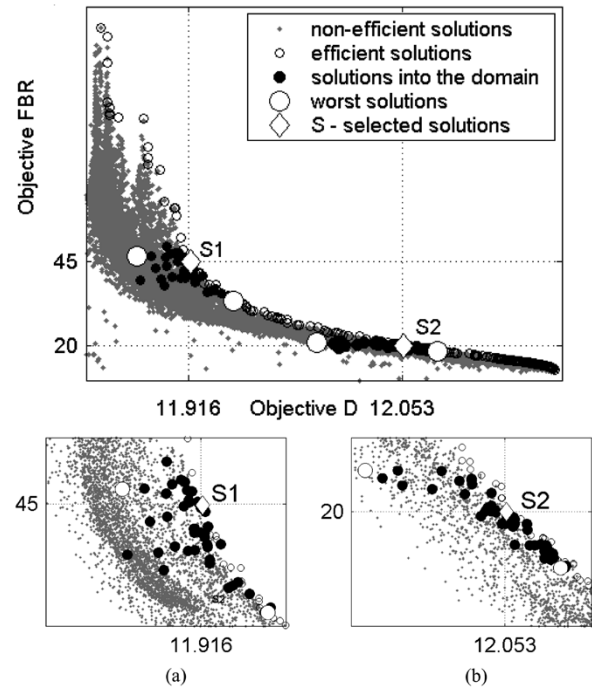 non-efficient solutions
efficient solutions
solutions into the domain
worst solutions
S - selected solutions
Objective FBR
S1
45
S2
20
11.916 Objective D 12.053
45
S1
20
S2
11.916
12.053
(a)
(b)